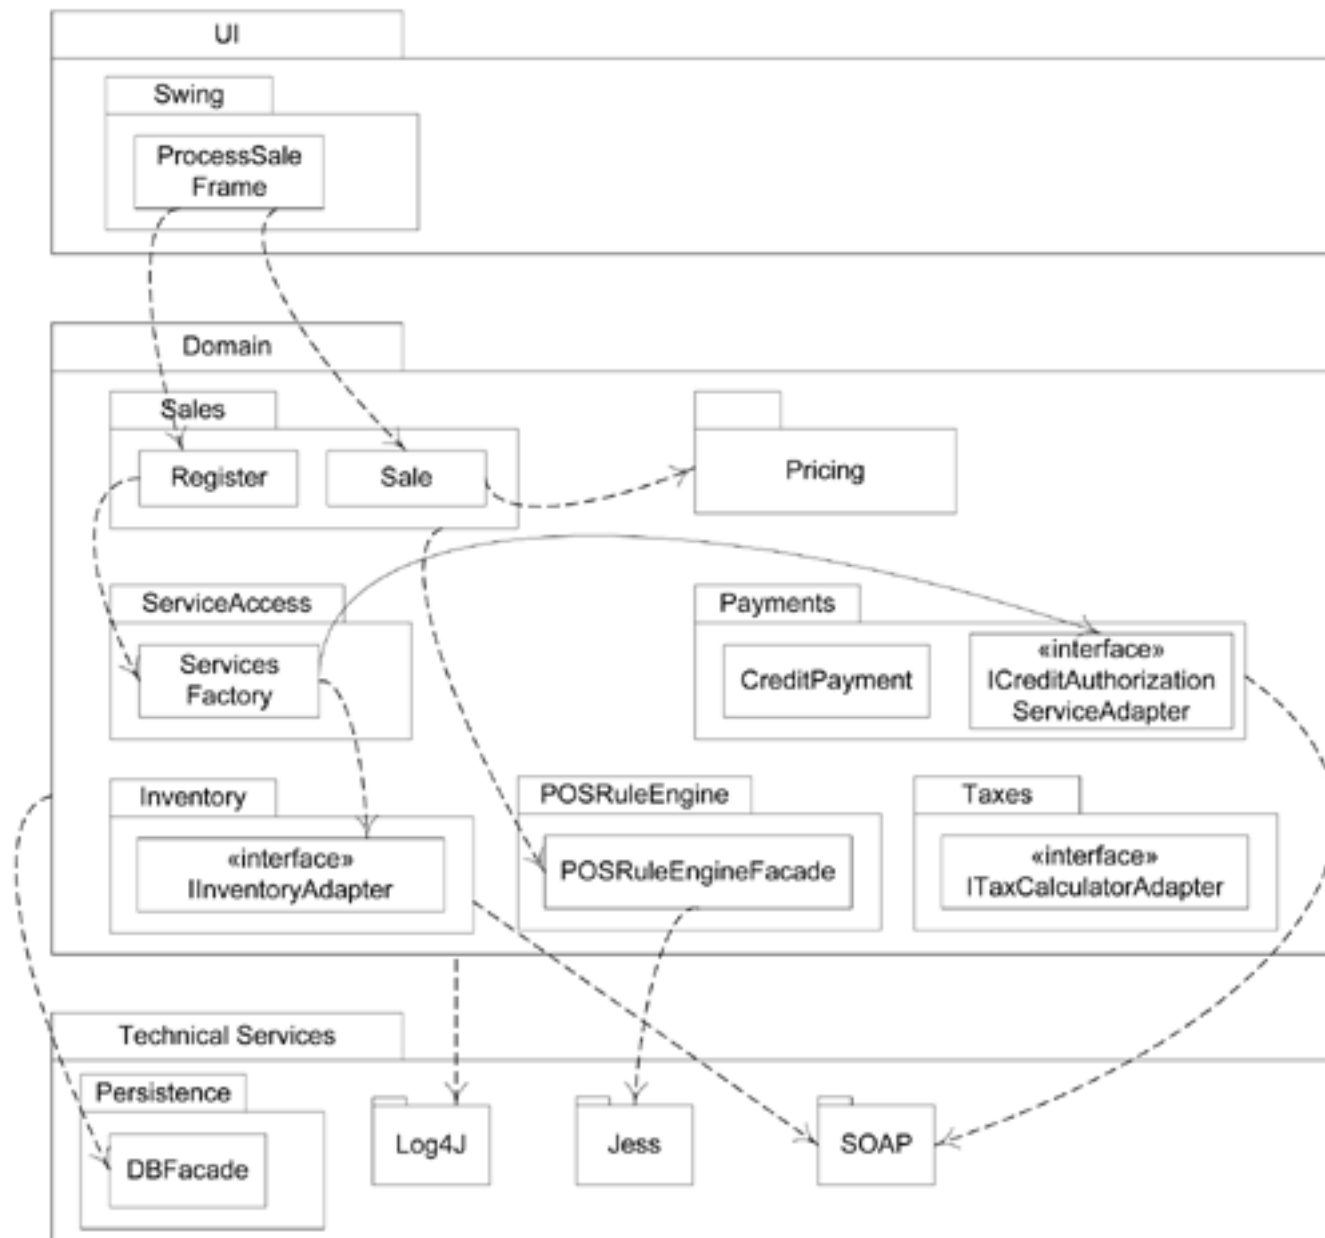 UI
Swing
ProcessSale
Frame
Domain
Sales
Register
Sale
Pricing
ServiceAccess
Services
Factory
Payments
CreditPayment
«interface»
ICreditAuthorization
ServiceAdapter
Inventory
«interface»
IInventoryAdapter
POSRuleEngine
POSRuleEngineFacade
Taxes
«interface»
ITaxCalculatorAdapter
Technical Services
Persistence
DBFacade
Log4J
Jess
SOAP